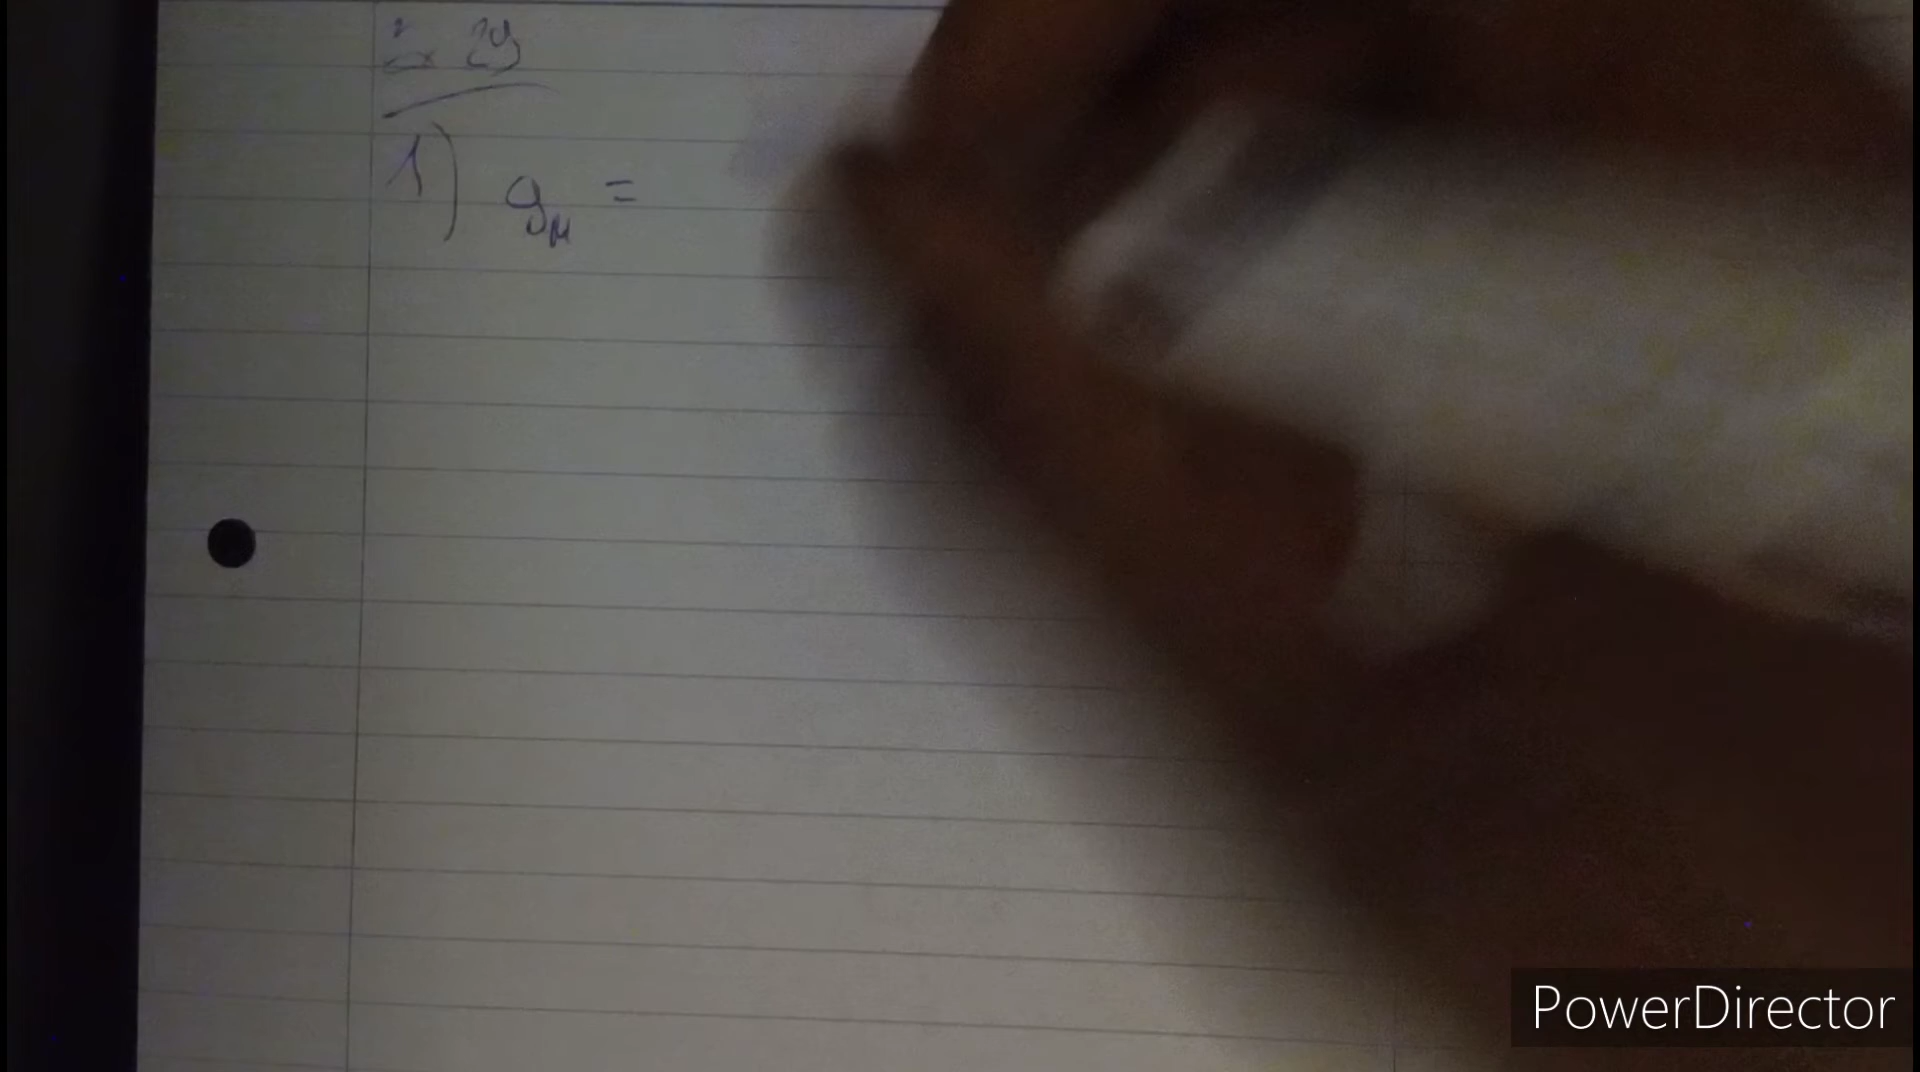 1) g_M =
PowerDirector